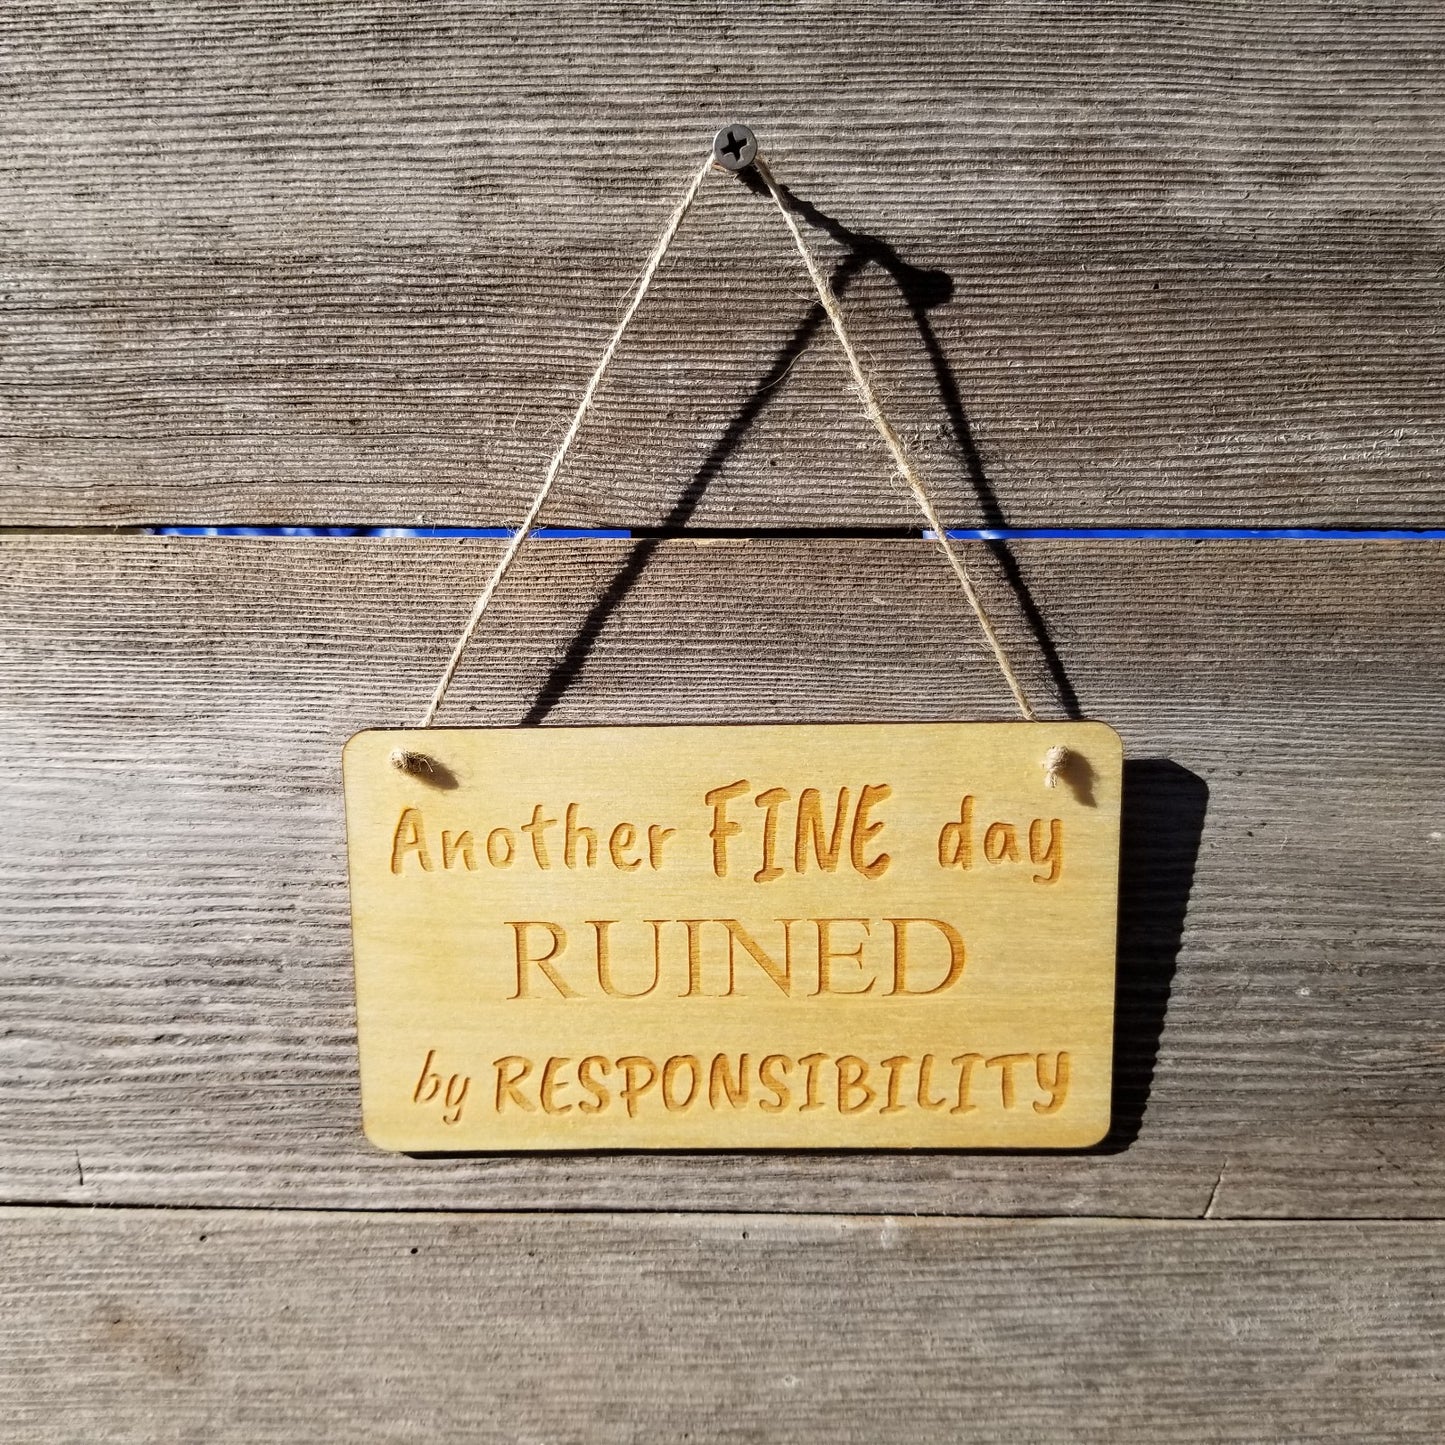 Another FINE day
RUINED
by RESPONSIBILITY